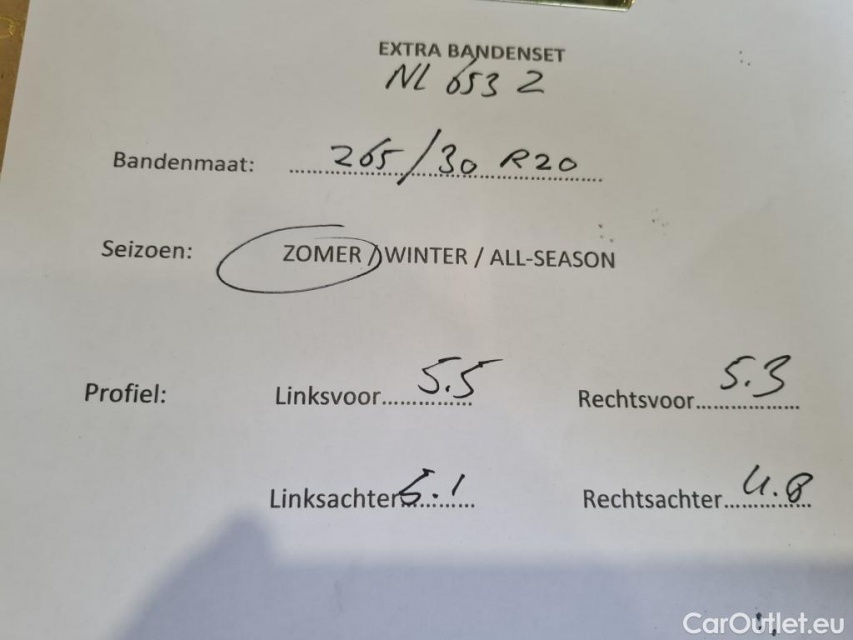 EXTRA BANDENSET
NL 653 Z
Bandenmaat: 265/30 R20
Seizoen: ZOMER / WINTER / ALL-SEASON
Profiel: Linksvoor 5.5 Rechtsvoor 5.3
Linksachter 5.1 Rechtsachter 4.8
CarOutlet.eu